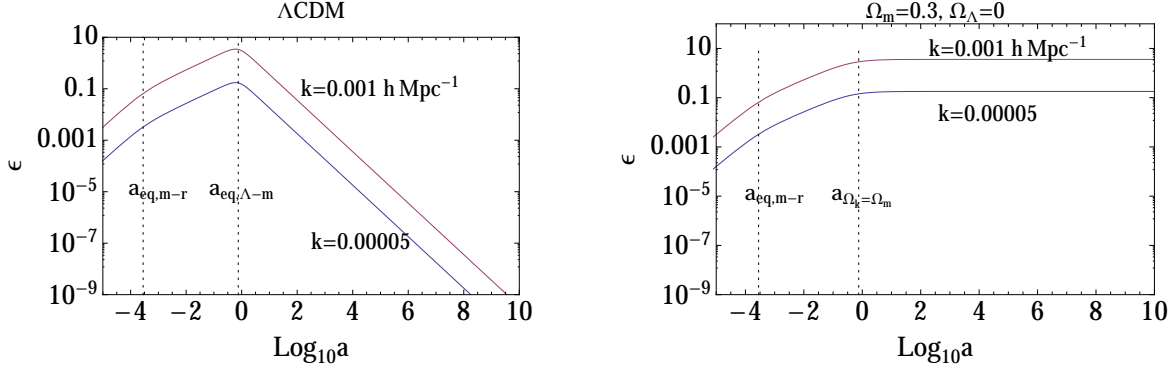 ΛCDM
10
0.1
0.001
10⁻⁵
10⁻⁷
10⁻⁹
ϵ
k=0.001 h Mpc⁻¹
a_eq,m−r
a_eq,Λ−m
k=0.00005
−4 −2 0 2 4 6 8 10
Log₁₀a
Ω_m=0.3, Ω_Λ=0
10
0.1
0.001
10⁻⁵
10⁻⁷
10⁻⁹
ϵ
k=0.001 h Mpc⁻¹
k=0.00005
a_eq,m−r
a_Ω_k=Ω_m
−4 −2 0 2 4 6 8 10
Log₁₀a